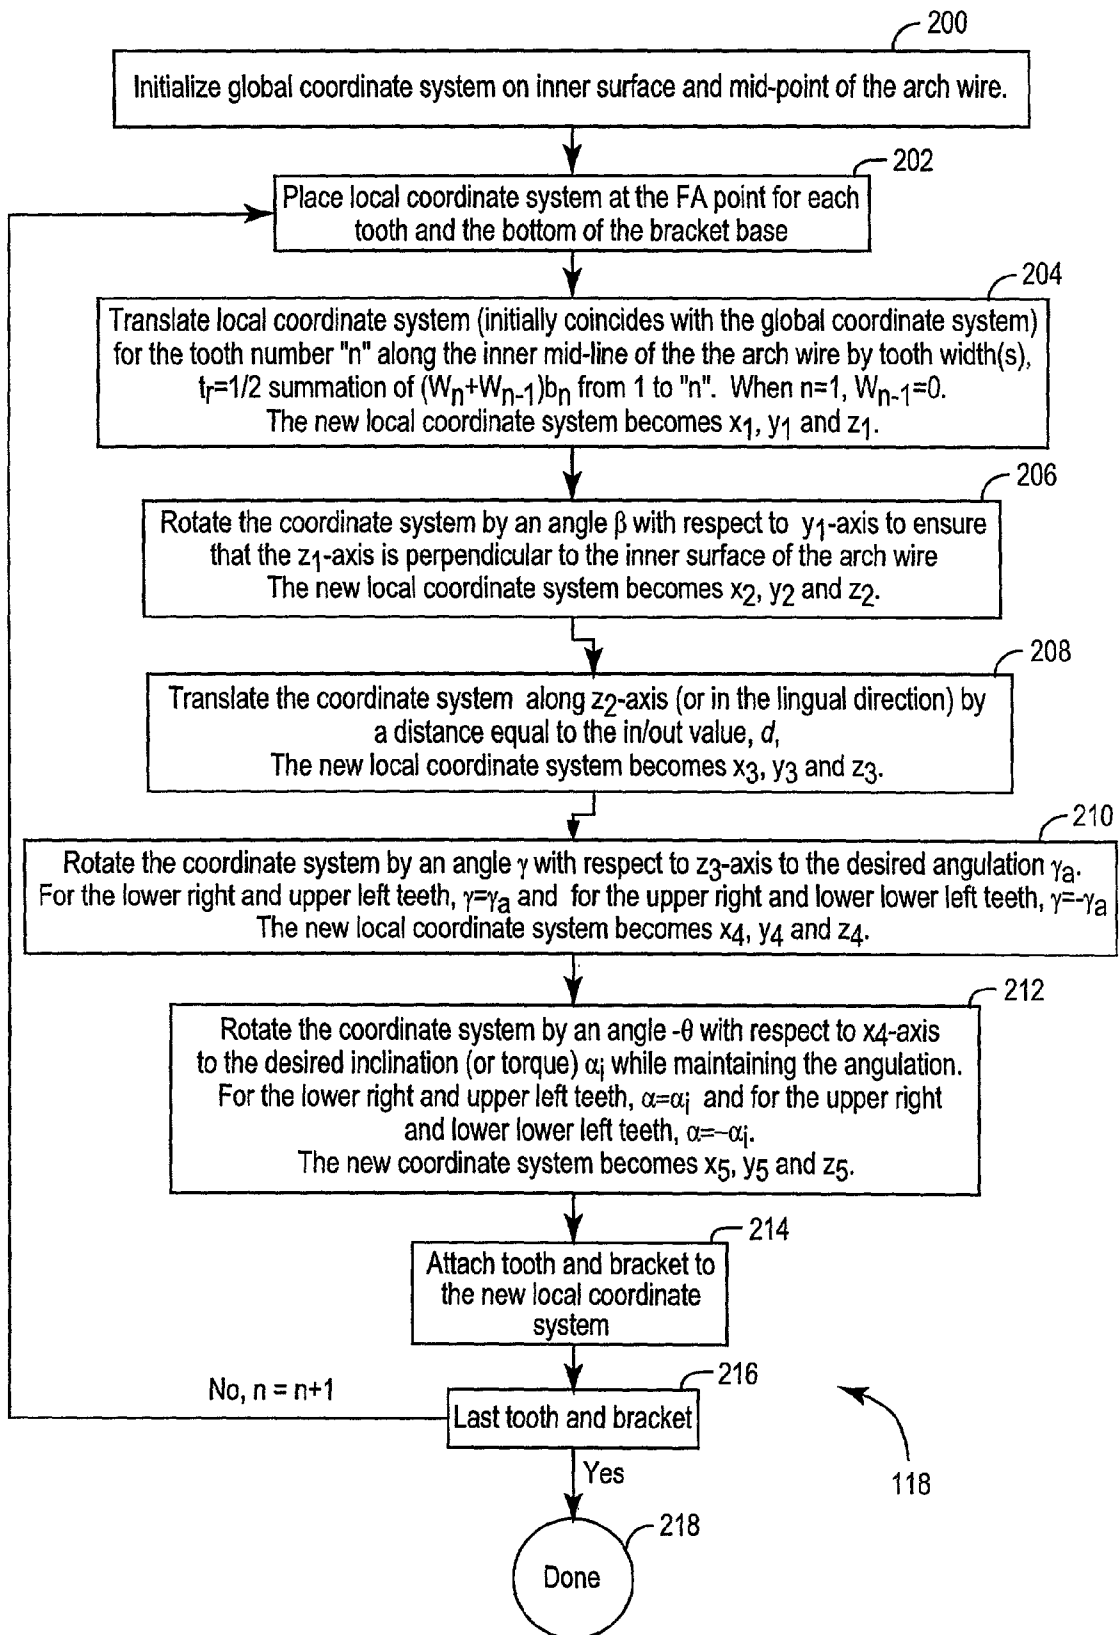 200
Initialize global coordinate system on inner surface and mid-point of the arch wire.
202
Place local coordinate system at the FA point for each
tooth and the bottom of the bracket base
204
Translate local coordinate system (initially coincides with the global coordinate system)
for the tooth number "n" along the inner mid-line of the the arch wire by tooth width(s),
tr=1/2 summation of (Wn+Wn-1)bn from 1 to "n". When n=1, Wn-1=0.
The new local coordinate system becomes x1, y1 and z1.
206
Rotate the coordinate system by an angle β with respect to y1-axis to ensure
that the z1-axis is perpendicular to the inner surface of the arch wire
The new local coordinate system becomes x2, y2 and z2.
208
Translate the coordinate system along z2-axis (or in the lingual direction) by
a distance equal to the in/out value, d,
The new local coordinate system becomes x3, y3 and z3.
210
Rotate the coordinate system by an angle γ with respect to z3-axis to the desired angulation γa.
For the lower right and upper left teeth, γ=γa and for the upper right and lower lower left teeth, γ=-γa
The new local coordinate system becomes x4, y4 and z4.
212
Rotate the coordinate system by an angle -θ with respect to x4-axis
to the desired inclination (or torque) αi while maintaining the angulation.
For the lower right and upper left teeth, α=αi and for the upper right
and lower lower left teeth, α=-αi.
The new coordinate system becomes x5, y5 and z5.
214
Attach tooth and bracket to
the new local coordinate
system
216
No, n = n+1
Last tooth and bracket
118
Yes
218
Done